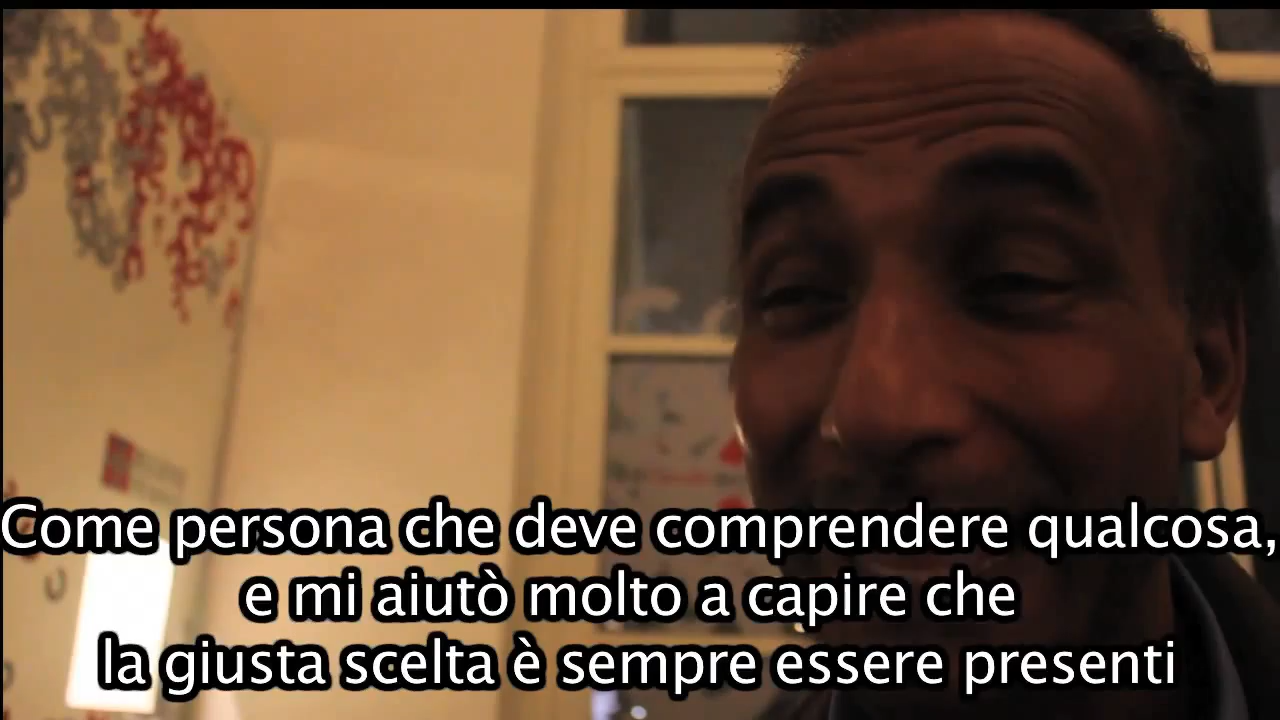 Come persona che deve comprendere qualcosa,
e mi aiutò molto a capire che
la giusta scelta è sempre essere presenti